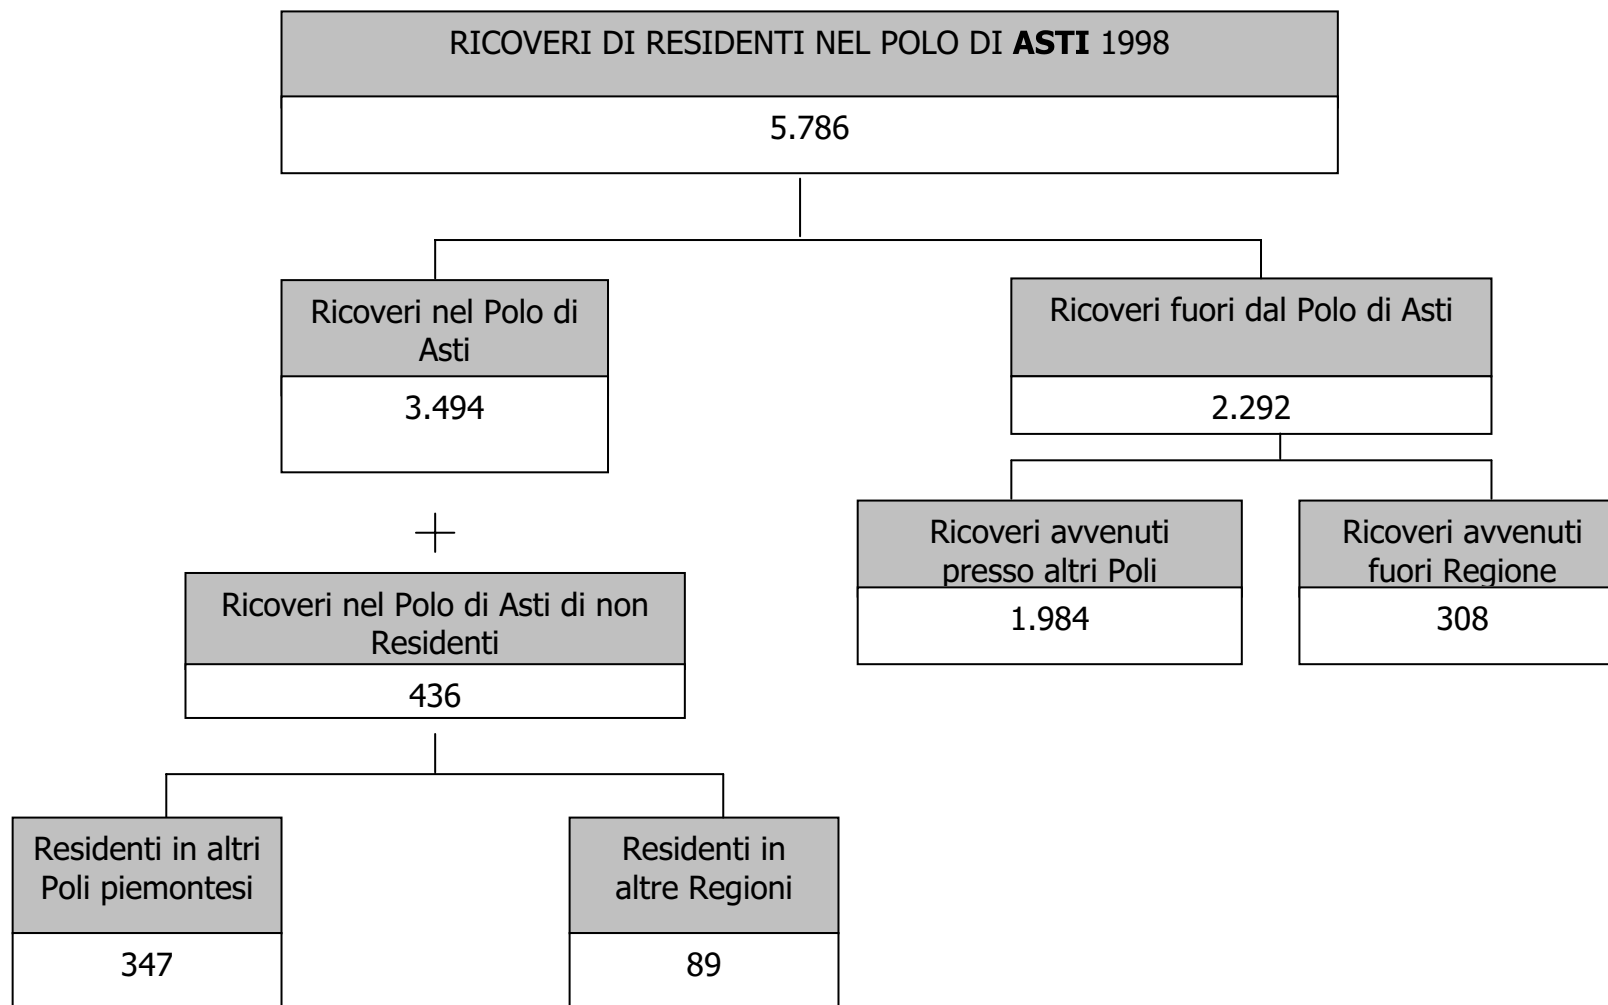 RICOVERI DI RESIDENTI NEL POLO DI ASTI 1998
5.786
Ricoveri nel Polo di
Asti
3.494
Ricoveri fuori dal Polo di Asti
2.292
Ricoveri avvenuti
presso altri Poli
1.984
Ricoveri avvenuti
fuori Regione
308
Ricoveri nel Polo di Asti di non
Residenti
436
Residenti in altri
Poli piemontesi
347
Residenti in
altre Regioni
89